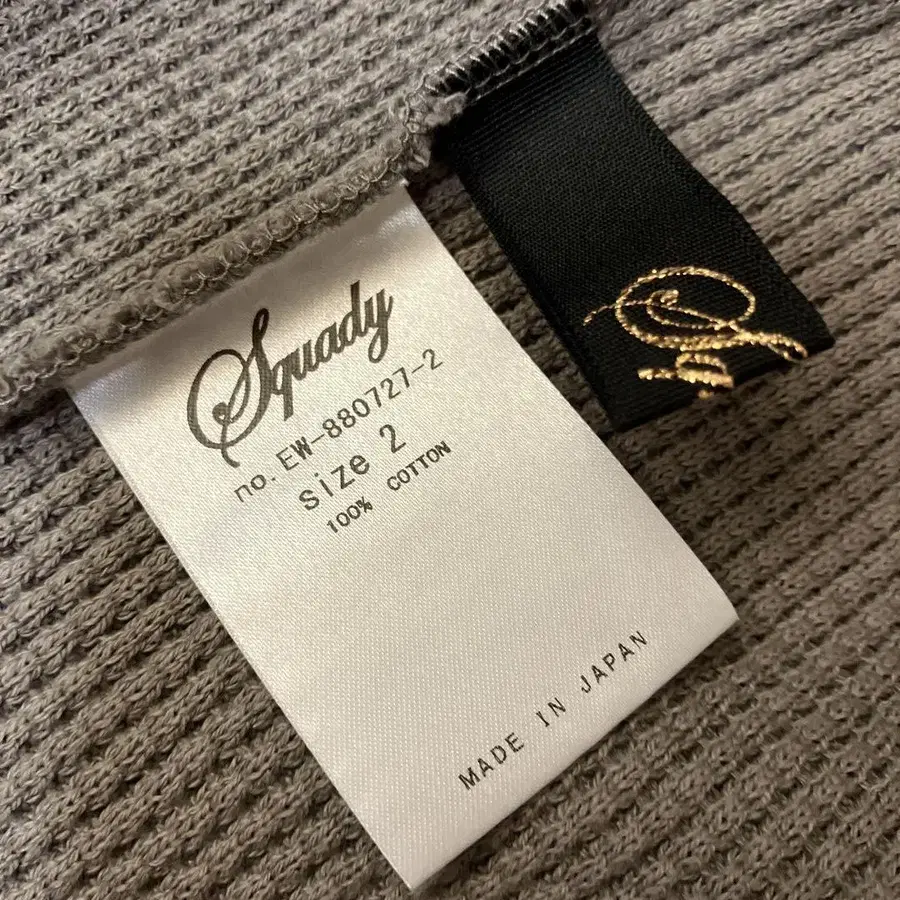 Squady
no. EW-880727-2
size 2
100% COTTON
MADE IN JAPAN